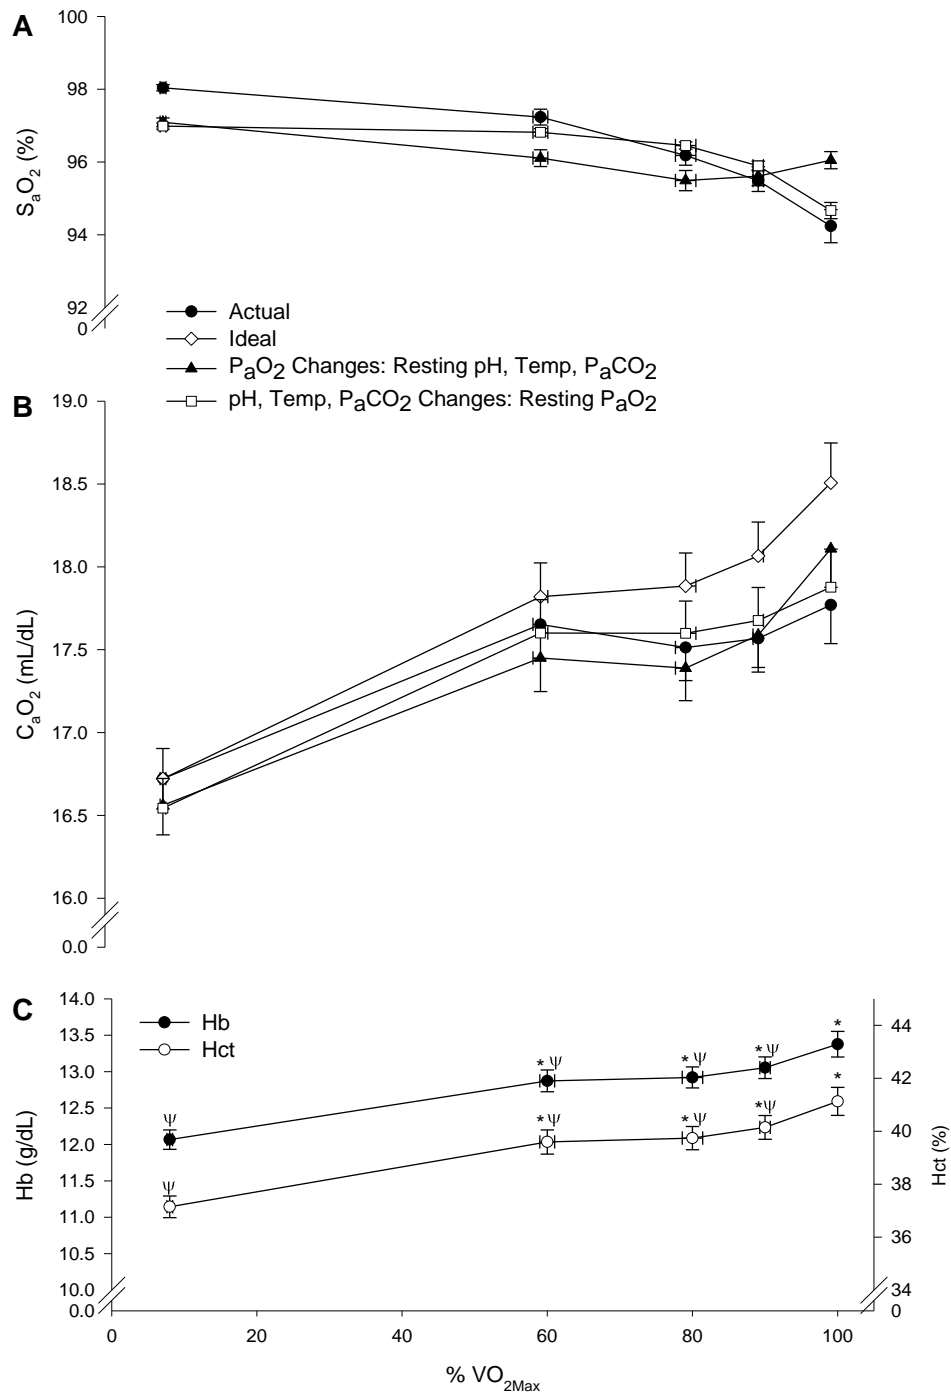 A
100
98
96
94
92
0
SaO2 (%)
Actual
Ideal
PaO2 Changes: Resting pH, Temp, PaCO2
pH, Temp, PaCO2 Changes: Resting PaO2
B
19.0
18.5
18.0
17.5
17.0
16.5
16.0
0.0
CaO2 (mL/dL)
C
14.0
13.5
13.0
12.5
12.0
11.5
11.0
10.5
10.0
0.0
Hb (g/dL)
Hb
Hct
ψ
* ψ
* ψ
*ψ
*
ψ
*ψ
*ψ
*ψ
*
44
42
40
38
36
34
0
Hct (%)
0 20 40 60 80 100
% VO2Max